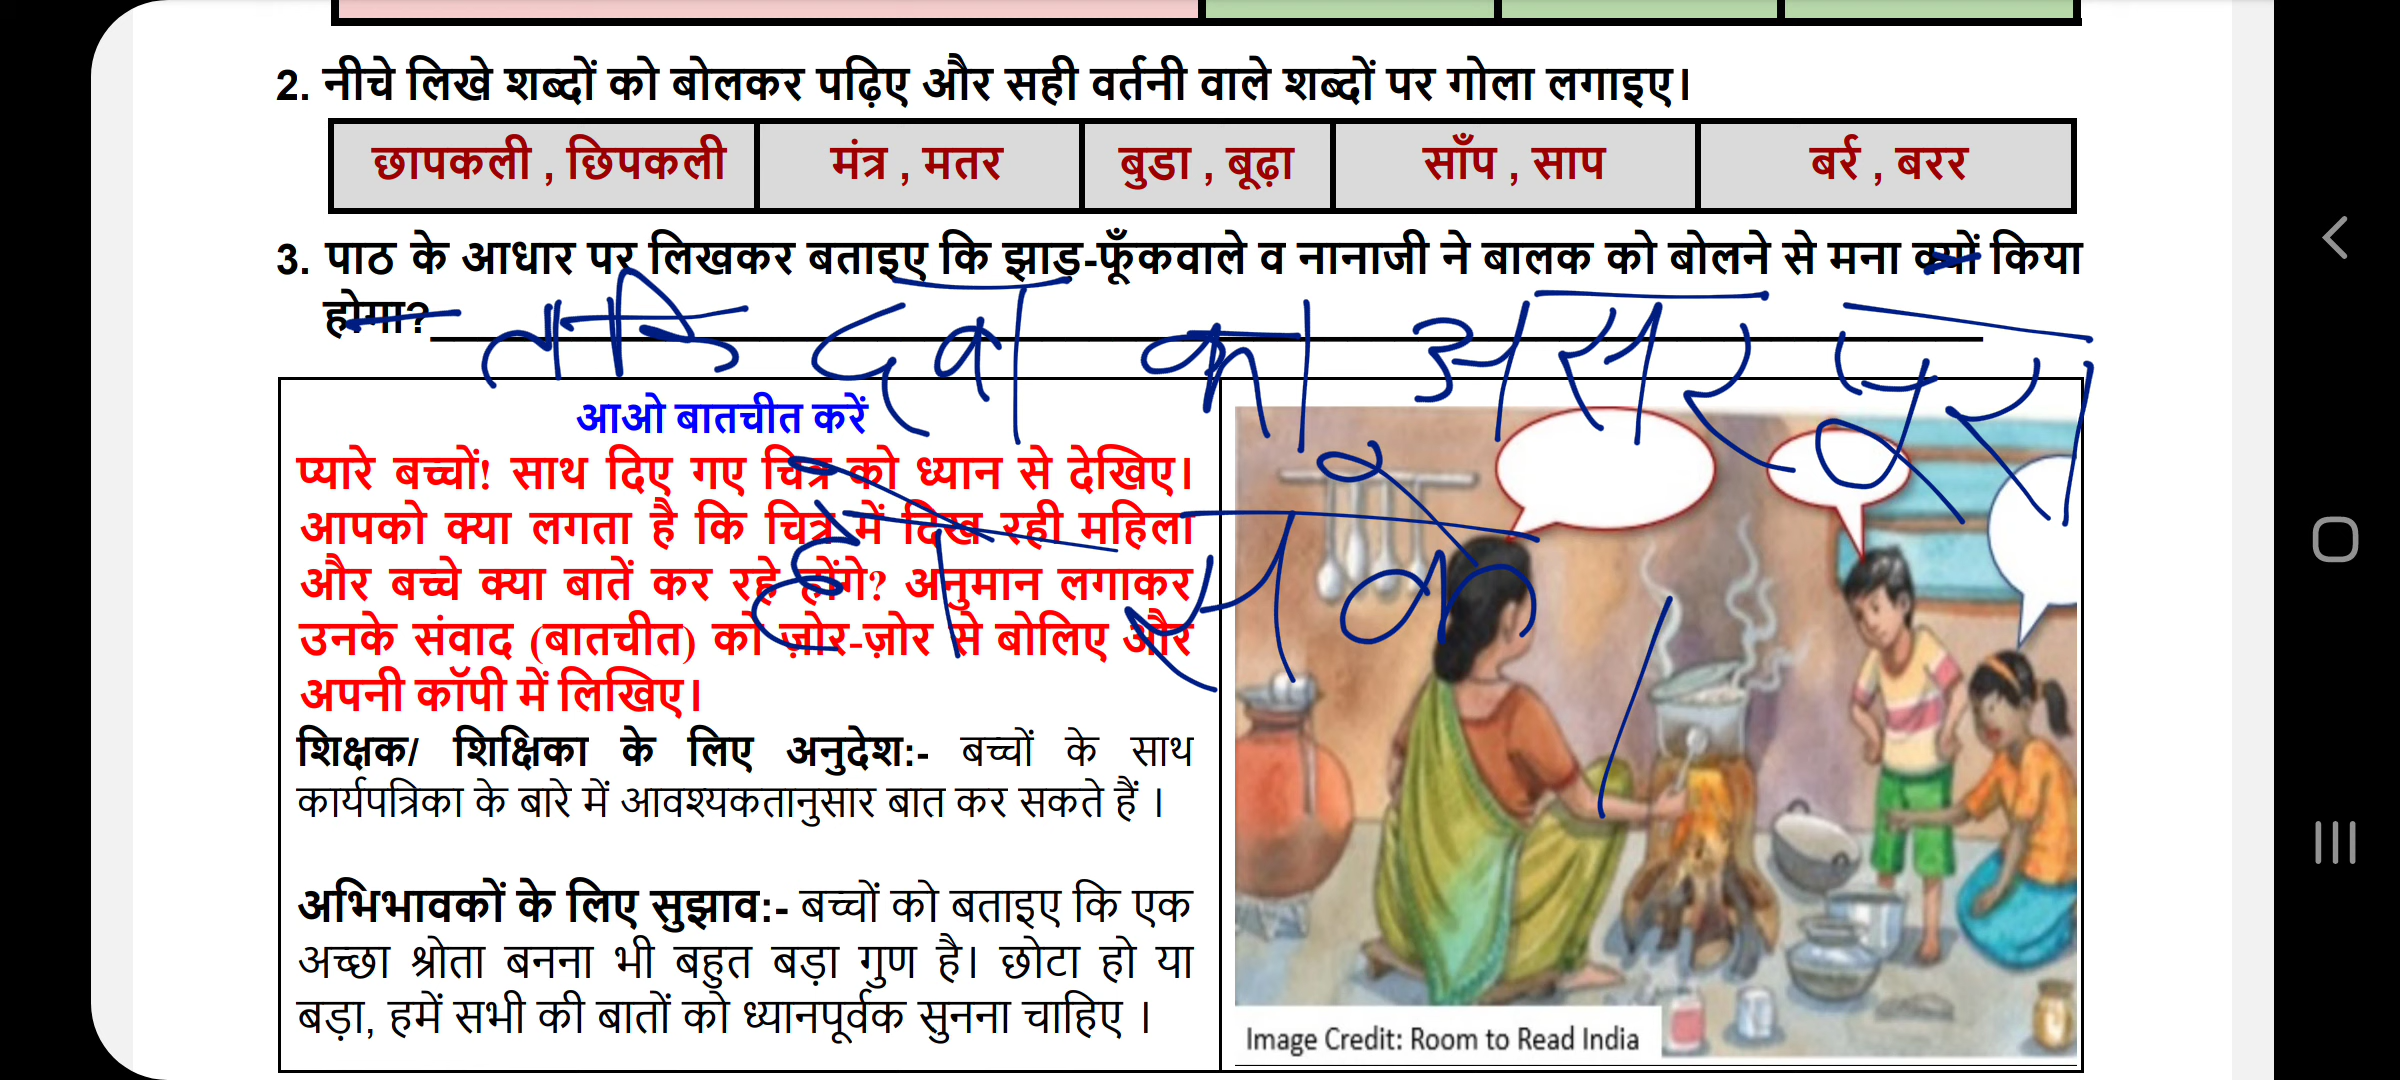 2. नीचे लिखे शब्दों को बोलकर पढ़िए और सही वर्तनी वाले शब्दों पर गोला लगाइए।
छापकली , छिपकली मंत्र , मतर बुडा , बूढ़ा साँप , साप बर्र , बरर
3. पाठ के आधार पर लिखकर बताइए कि झाड़-फूँकवाले व नानाजी ने बालक को बोलने से मना क्यों किया
होगा?
ताकि दवा का असर पूरा
हो सके ।
आओ बातचीत करें
प्यारे बच्चों! साथ दिए गए चित्र को ध्यान से देखिए।
आपको क्या लगता है कि चित्र में दिख रही महिला
और बच्चे क्या बातें कर रहे होंगे? अनुमान लगाकर
उनके संवाद (बातचीत) को ज़ोर-ज़ोर से बोलिए और
अपनी कॉपी में लिखिए।
शिक्षक/ शिक्षिका के लिए अनुदेश:- बच्चों के साथ
कार्यपत्रिका के बारे में आवश्यकतानुसार बात कर सकते हैं ।
अभिभावकों के लिए सुझाव:- बच्चों को बताइए कि एक
अच्छा श्रोता बनना भी बहुत बड़ा गुण है। छोटा हो या
बड़ा, हमें सभी की बातों को ध्यानपूर्वक सुनना चाहिए ।
Image Credit: Room to Read India